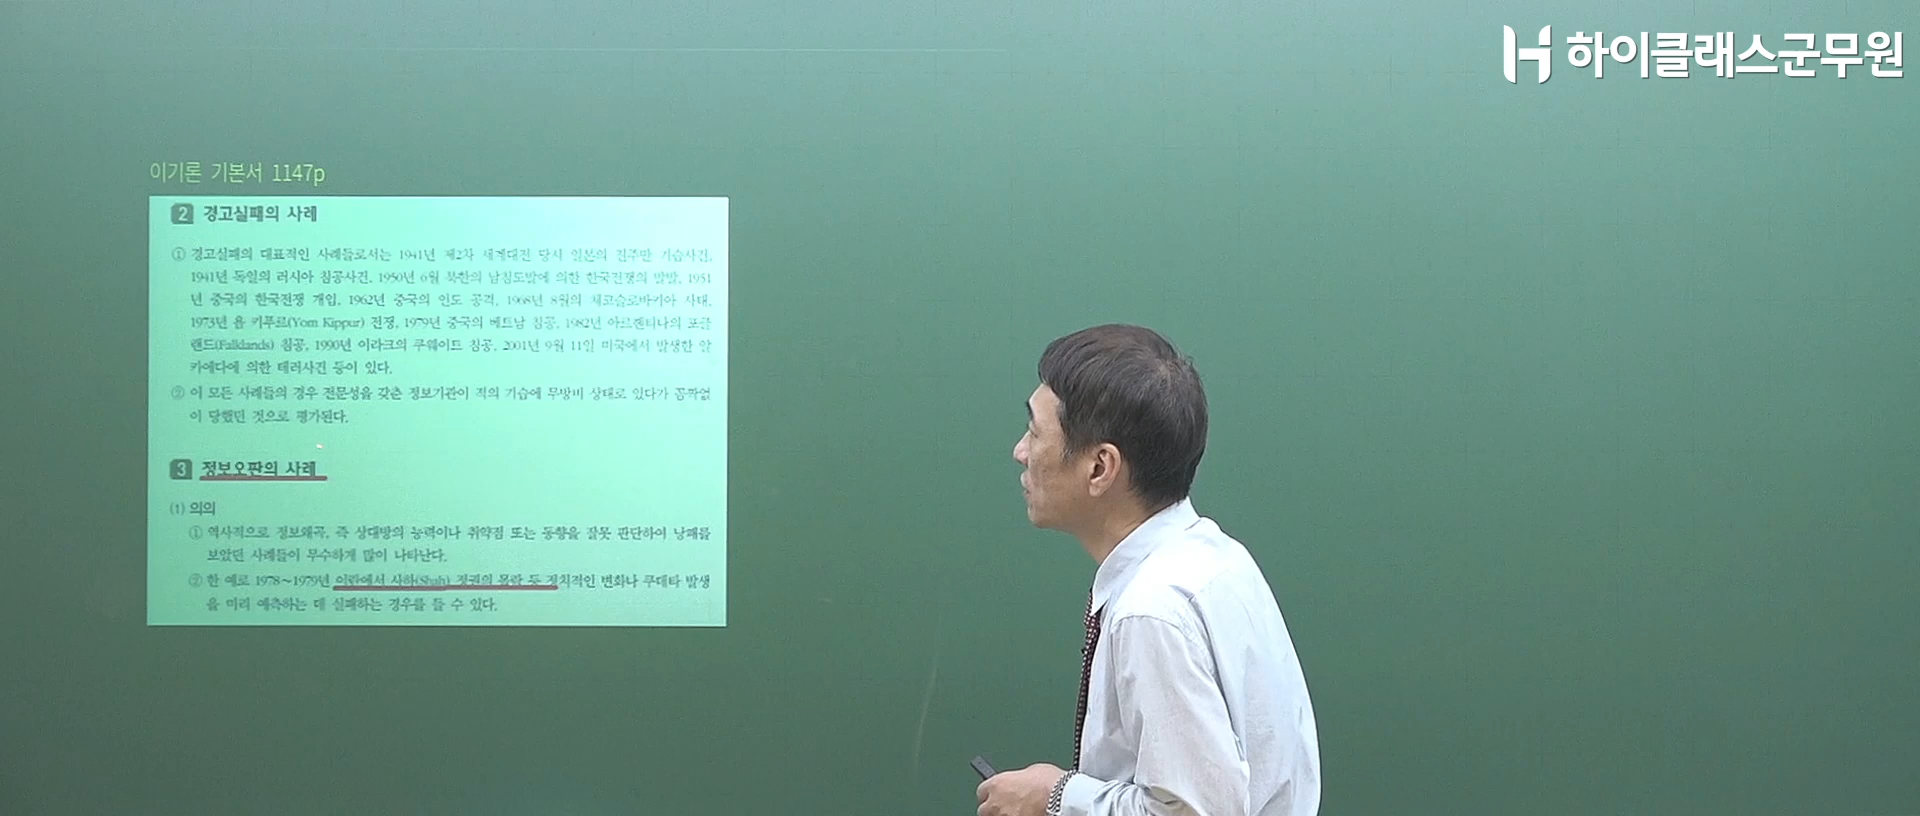 하이클래스군무원
이기론 기본서 1147p
2 경고실패의 사례
① 경고실패의 대표적인 사례들로서는 1941년 제2차 세계대전 당시 일본의 진주만 기습사건,
1941년 독일의 러시아 침공사건, 1950년 6월 북한의 남침도발에 의한 한국전쟁의 발발, 1951
년 중국의 한국전쟁 개입, 1962년 중국의 인도 공격, 1968년 8월의 체코슬로바키아 사태,
1973년 욤 키푸르(Yom Kippur) 전쟁, 1979년 중국의 베트남 침공, 1982년 아르헨티나의 포클
랜드(Falklands) 침공, 1990년 이라크의 쿠웨이트 침공, 2001년 9월 11일 미국에서 발생한 알
카에다에 의한 테러사건 등이 있다.
② 이 모든 사례들의 경우 전문성을 갖춘 정보기관이 적의 기습에 무방비 상태로 있다가 꼼짝없
이 당했던 것으로 평가된다.
3 정보오판의 사례
(1) 의의
① 역사적으로 정보왜곡, 즉 상대방의 능력이나 취약점 또는 동향을 잘못 판단하여 낭패를
보았던 사례들이 무수하게 많이 나타난다.
② 한 예로 1978~1979년 이란에서 샤하(Shah) 정권의 몰락 등 정치적인 변화나 쿠데타 발생
을 미리 예측하는 데 실패하는 경우를 들 수 있다.